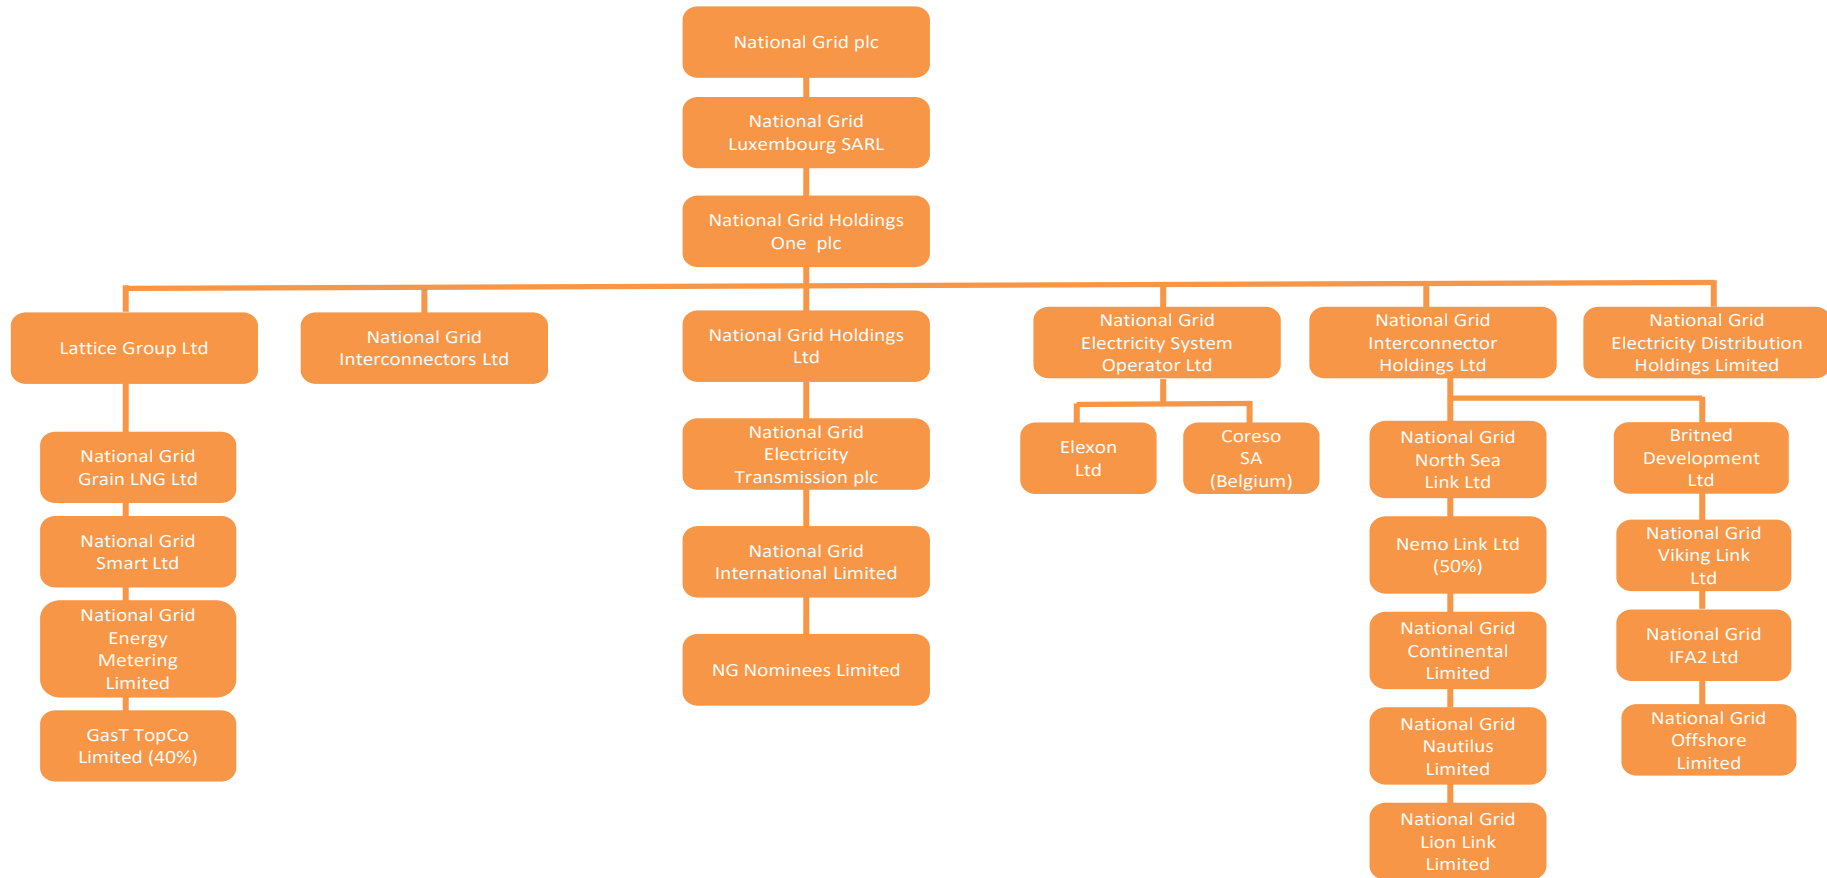 National Grid plc
National Grid
Luxembourg SARL
National Grid Holdings
One plc
Lattice Group Ltd
National Grid
Interconnectors Ltd
National Grid Holdings
Ltd
National Grid
Electricity System
Operator Ltd
National Grid
Interconnector
Holdings Ltd
National Grid
Electricity Distribution
Holdings Limited
National Grid
Grain LNG Ltd
National Grid
Smart Ltd
National Grid
Energy
Metering
Limited
GasT TopCo
Limited (40%)
National Grid
Electricity
Transmission plc
National Grid
International Limited
NG Nominees Limited
Elexon
Ltd
Coreso
SA
(Belgium)
National Grid
North Sea
Link Ltd
Nemo Link Ltd
(50%)
National Grid
Continental
Limited
National Grid
Nautilus
Limited
National Grid
Lion Link
Limited
Britned
Development
Ltd
National Grid
Viking Link
Ltd
National Grid
IFA2 Ltd
National Grid
Offshore
Limited